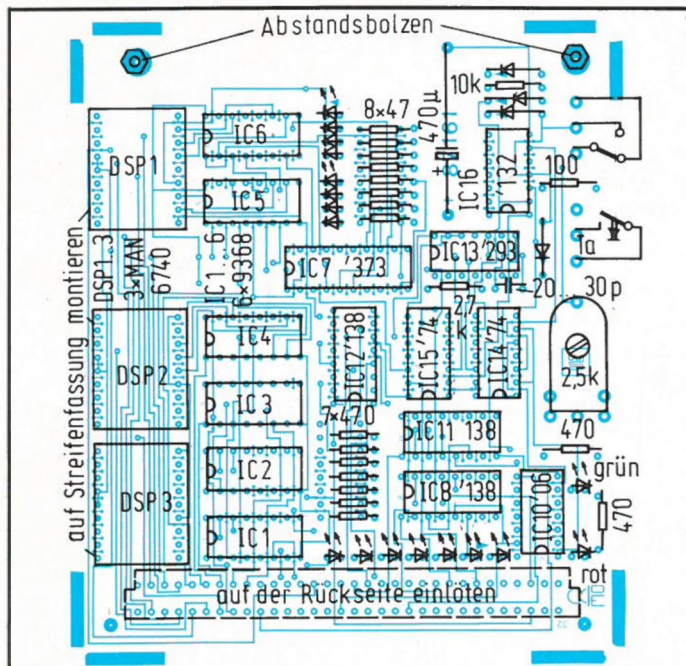 Abstandsbolzen
10k
8×47
470µ
+
IC6
DSP1
IC16
'132
100
IC5
auf Streifenfassung montieren
DSP1...3
3×MAN
6740
IC1...6
6×9368
IC7 '373
IC13 '293
Ta
2,7
k
20...30p
IC4
DSP2
IC12 '138
IC15 '74
IC14 '74
2,5k
IC3
7×470
IC11 138
470
grün
IC2
DSP3
IC8 '138
IC10 '06
470
IC1
rot
auf der Rückseite einlöten